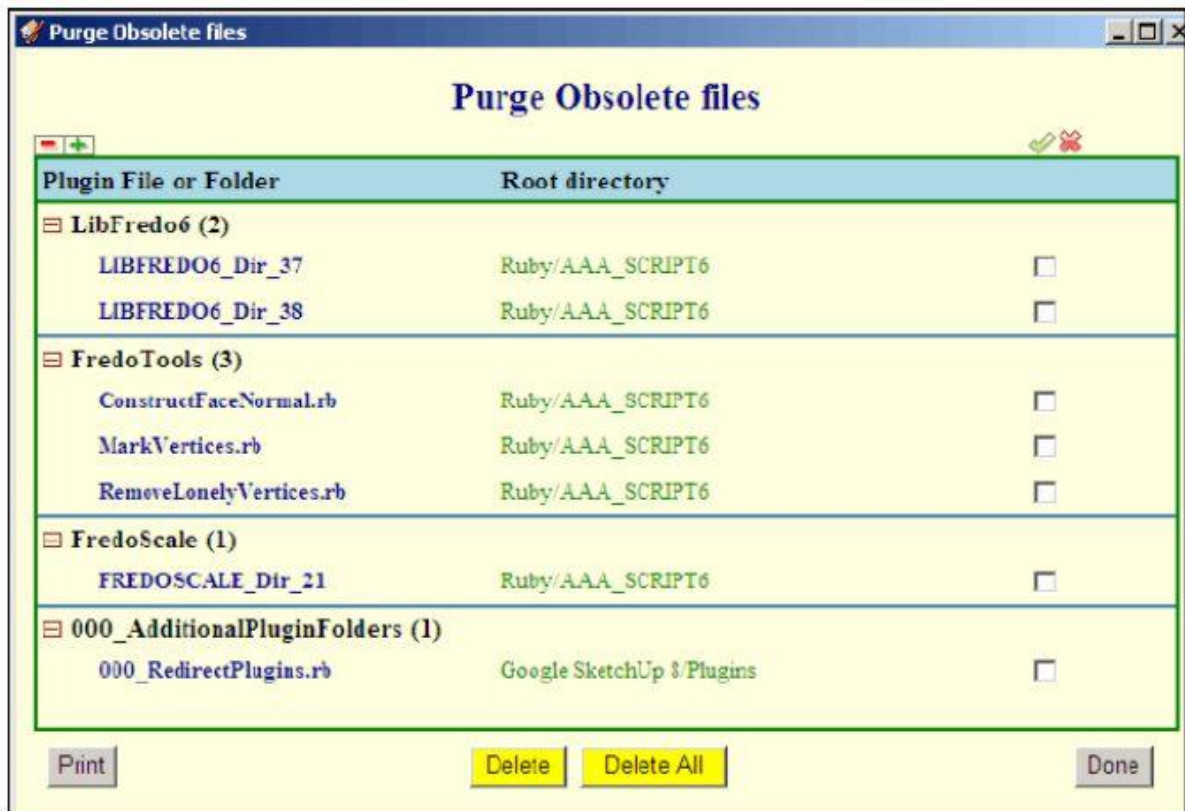 Purge Obsolete files
Purge Obsolete files
Plugin File or Folder Root directory
LibFredo6 (2)
LIBFREDO6_Dir_37 Ruby/AAA_SCRIPT6
LIBFREDO6_Dir_38 Ruby/AAA_SCRIPT6
FredoTools (3)
ConstructFaceNormal.rb Ruby/AAA_SCRIPT6
MarkVertices.rb Ruby/AAA_SCRIPT6
RemoveLonelyVertices.rb Ruby/AAA_SCRIPT6
FredoScale (1)
FREDOSCALE_Dir_21 Ruby/AAA_SCRIPT6
000_AdditionalPluginFolders (1)
000_RedirectPlugins.rb Google SketchUp 8/Plugins
Print Delete Delete All Done